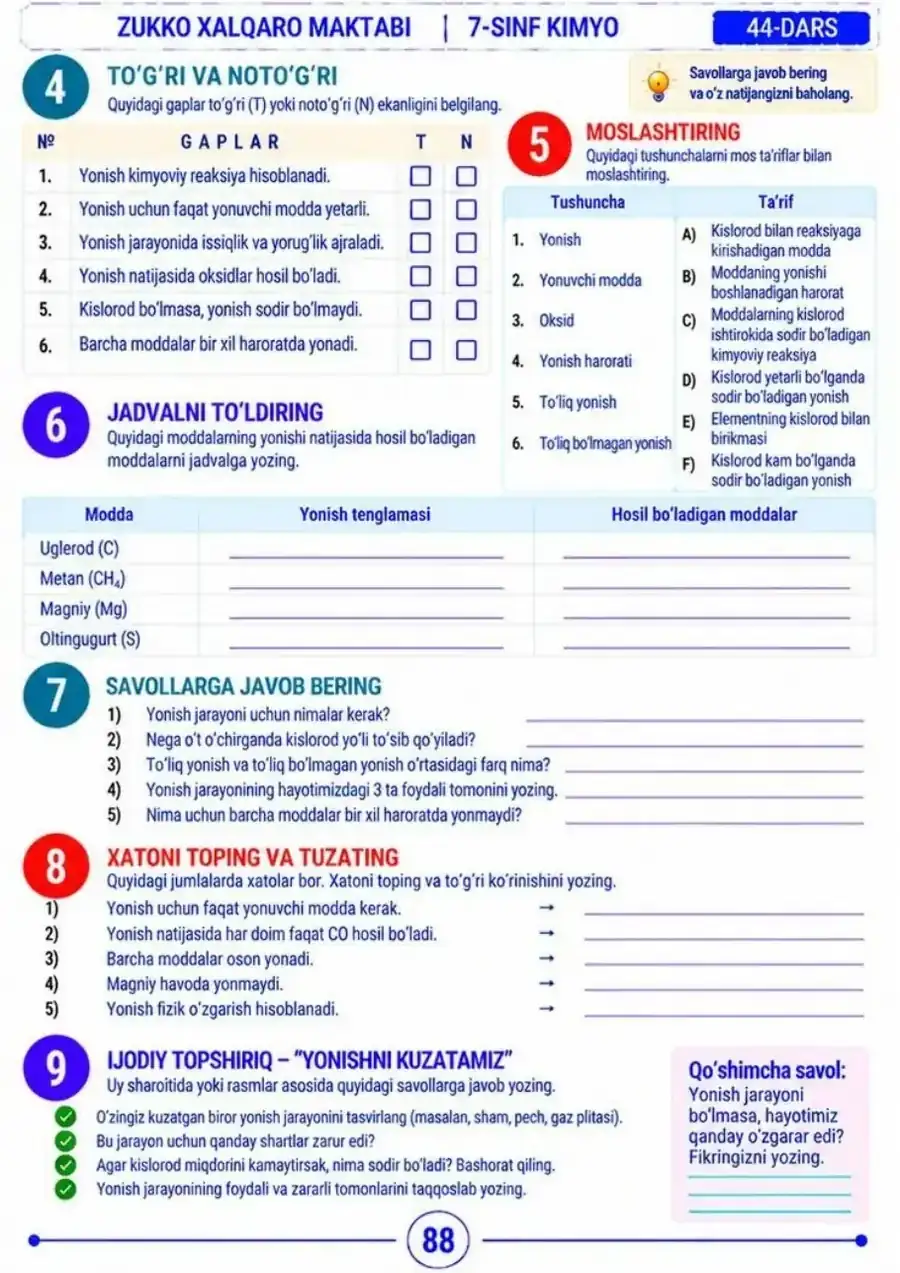 ZUKKO XALQARO MAKTABI | 7-SINF KIMYO 44-DARS
4 TO‘G‘RI VA NOTO‘G‘RI
Quyidagi gaplar to‘g‘ri (T) yoki noto‘g‘ri (N) ekanligini belgilang.
Savollarga javob bering
va o‘z natijangizni baholang.
№ GAPLAR T N
1. Yonish kimyoviy reaksiya hisoblanadi.
2. Yonish uchun faqat yonuvchi modda yetarli.
3. Yonish jarayonida issiqlik va yorug‘lik ajraladi.
4. Yonish natijasida oksidlar hosil bo‘ladi.
5. Kislorod bo‘lmasa, yonish sodir bo‘lmaydi.
6. Barcha moddalar bir xil haroratda yonadi.
5 MOSLASHTIRING
Quyidagi tushunchalarni mos ta’riflar bilan
moslashtiring.
Tushuncha
1. Yonish
2. Yonuvchi modda
3. Oksid
4. Yonish harorati
5. To‘liq yonish
6. To‘liq bo‘lmagan yonish
Ta’rif
A) Kislorod bilan reaksiyaga
kirishadigan modda
B) Moddaning yonishi
boshlanadigan harorat
C) Moddalarning kislorod
ishtirokida sodir bo‘ladigan
kimyoviy reaksiya
D) Kislorod yetarli bo‘lganda
sodir bo‘ladigan yonish
E) Elementning kislorod bilan
birikmasi
F) Kislorod kam bo‘lganda
sodir bo‘ladigan yonish
6 JADVALNI TO‘LDIRING
Quyidagi moddalarning yonishi natijasida hosil bo‘ladigan
moddalarni jadvalga yozing.
Modda Yonish tenglamasi Hosil bo‘ladigan moddalar
Uglerod (C)
Metan (CH₄)
Magniy (Mg)
Oltingugurt (S)
7 SAVOLLARGA JAVOB BERING
1) Yonish jarayoni uchun nimalar kerak?
2) Nega o‘t o‘chirganda kislorod yo‘li to‘sib qo‘yiladi?
3) To‘liq yonish va to‘liq bo‘lmagan yonish o‘rtasidagi farq nima?
4) Yonish jarayonining hayotimizdagi 3 ta foydali tomonini yozing.
5) Nima uchun barcha moddalar bir xil haroratda yonmaydi?
8 XATONI TOPING VA TUZATING
Quyidagi jumlalarda xatolar bor. Xatoni toping va to‘g‘ri ko‘rinishini yozing.
1) Yonish uchun faqat yonuvchi modda kerak. →
2) Yonish natijasida har doim faqat CO hosil bo‘ladi. →
3) Barcha moddalar oson yonadi. →
4) Magniy havoda yonmaydi. →
5) Yonish fizik o‘zgarish hisoblanadi. →
9 IJODIY TOPSHIRIQ – “YONISHNI KUZATAMIZ”
Uy sharoitida yoki rasmlar asosida quyidagi savollarga javob yozing.
O‘zingiz kuzatgan biror yonish jarayonini tasvirlang (masalan, sham, pech, gaz plitasi).
Bu jarayon uchun qanday shartlar zarur edi?
Agar kislorod miqdorini kamaytirsak, nima sodir bo‘ladi? Bashorat qiling.
Yonish jarayonining foydali va zararli tomonlarini taqqoslab yozing.
Qo‘shimcha savol:
Yonish jarayoni
bo‘lmasa, hayotimiz
qanday o‘zgarar edi?
Fikringizni yozing.
88